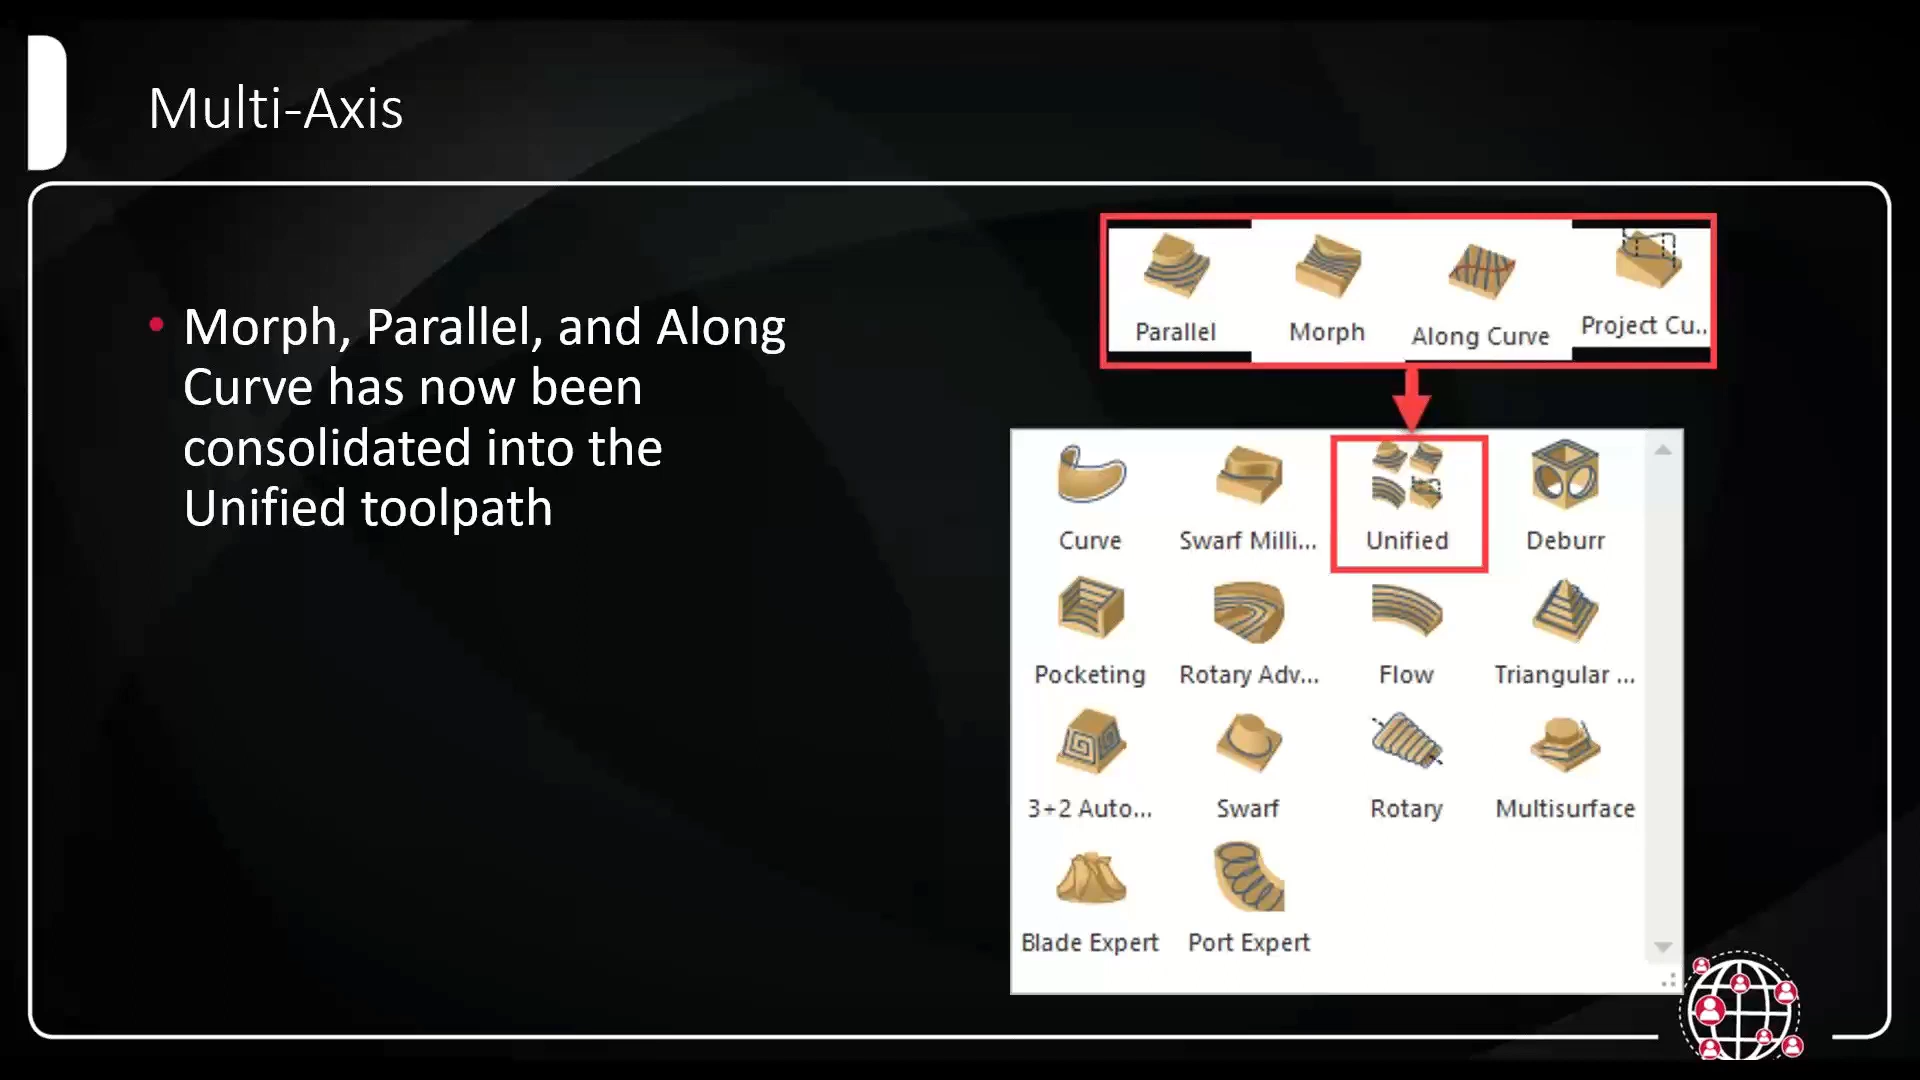 Multi-Axis
• Morph, Parallel, and Along
Curve has now been
consolidated into the
Unified toolpath
Parallel Morph Along Curve Project Cu..
Curve Swarf Milli... Unified Deburr
Pocketing Rotary Adv... Flow Triangular ...
3+2 Auto... Swarf Rotary Multisurface
Blade Expert Port Expert